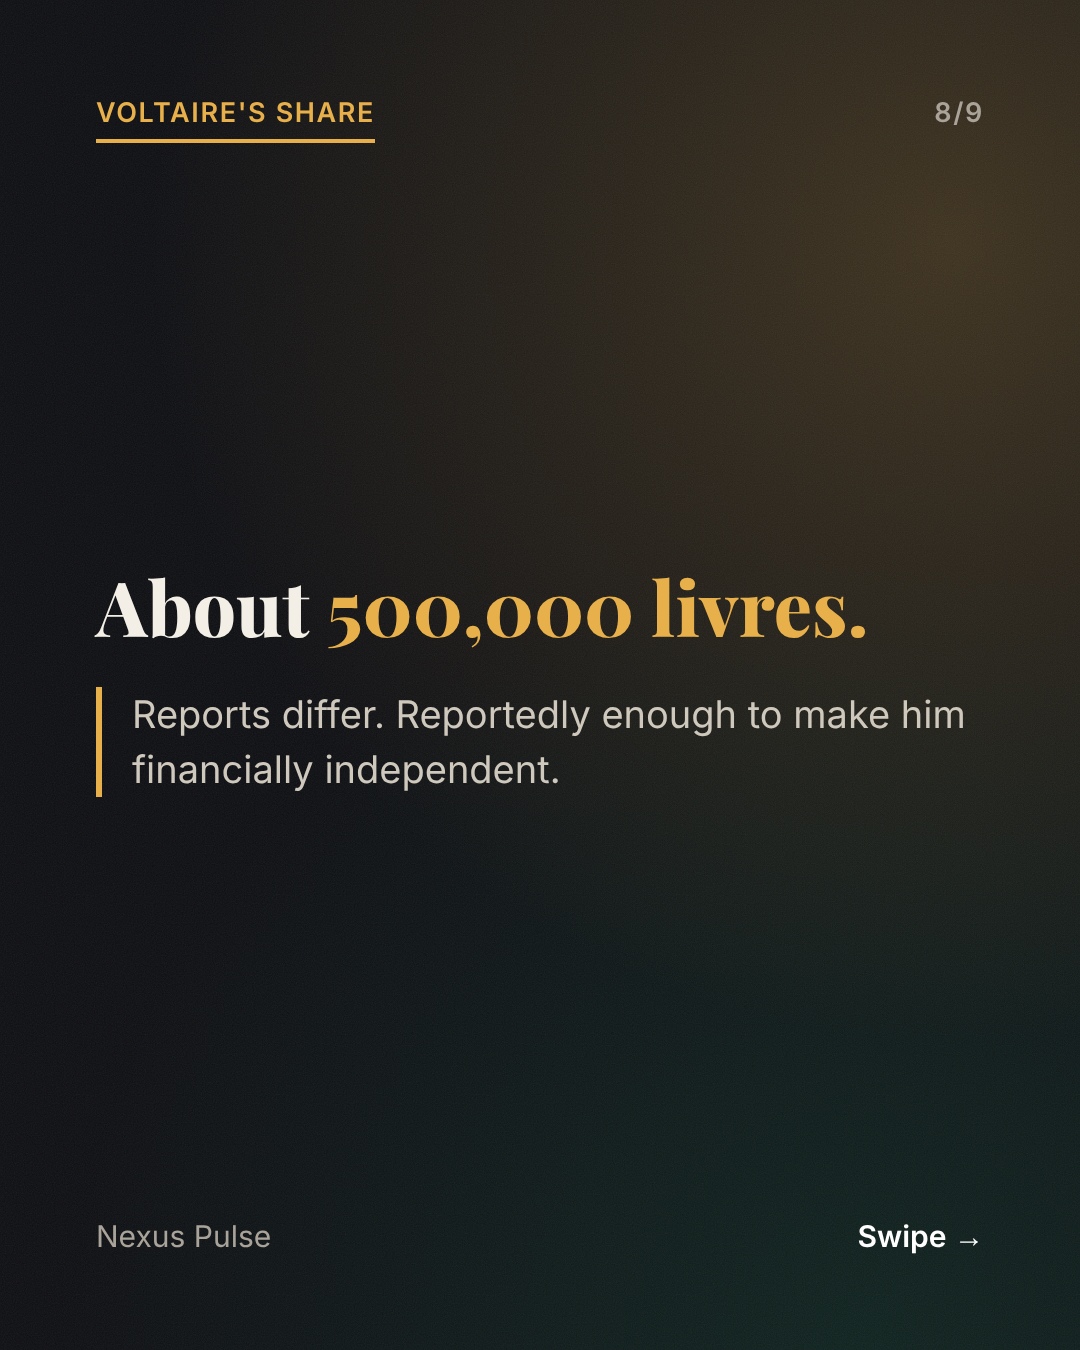 VOLTAIRE'S SHARE
8/9
About 500,000 livres.
Reports differ. Reportedly enough to make him
financially independent.
Nexus Pulse
Swipe →